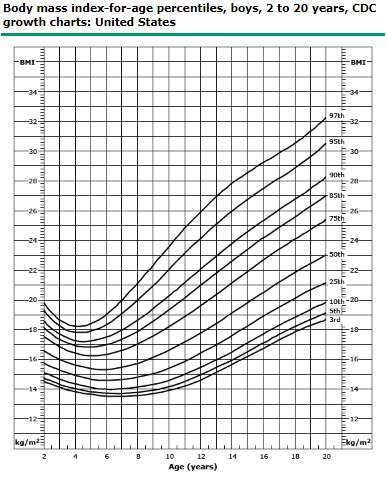 Body mass index-for-age percentiles, boys, 2 to 20 years, CDC
growth charts: United States
BMI BMI
97th
34 34
32 32
95th
30 30
90th
28 28
85th
26 26
75th
24 24
50th
22 22
25th
20 20
10th
5th
3rd
18 18
16 16
14 14
12 12
kg/m² kg/m²
2 4 6 8 10 12 14 16 18 20
Age (years)